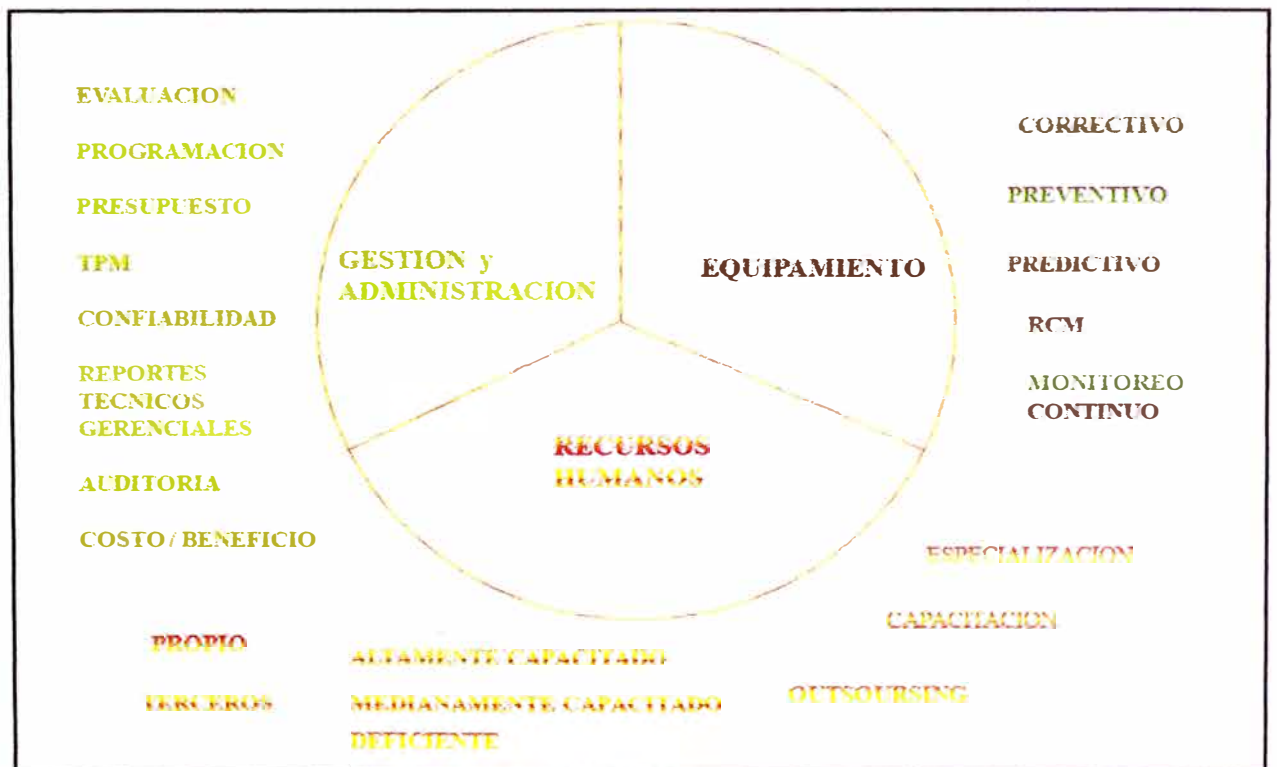 EVALUACION
PROGRAMACION
PRESUPUESTO
TPM
CONFIABILIDAD
REPORTES
TECNICOS
GERENCIALES
AUDITORIA
COSTO / BENEFICIO
GESTION y
ADMINISTRACION
EQUIPAMIENTO
RECURSOS
HUMANOS
CORRECTIVO
PREVENTIVO
PREDICTIVO
RCM
MONITOREO
CONTINUO
ESPECIALIZACION
CAPACITACION
OUTSOURSING
PROPIO
TERCEROS
ALTAMENTE CAPACITADO
MEDIANAMENTE CAPACITADO
DEFICIENTE